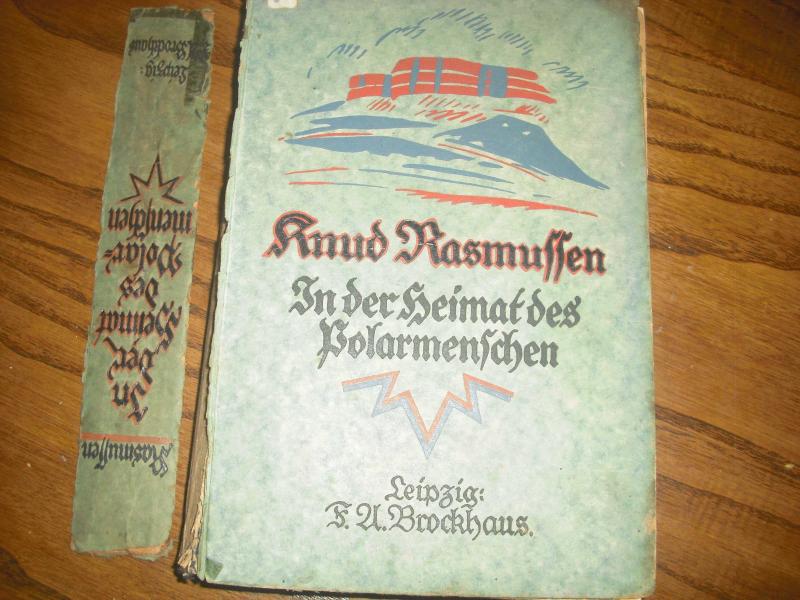 Knud Rasmussen
In der Heimat des
Polarmenschen
Leipzig:
F. A. Brockhaus.
Rasmussen
In
der
Heimat
des
Polar-
menschen
Leipzig:
Brockhaus